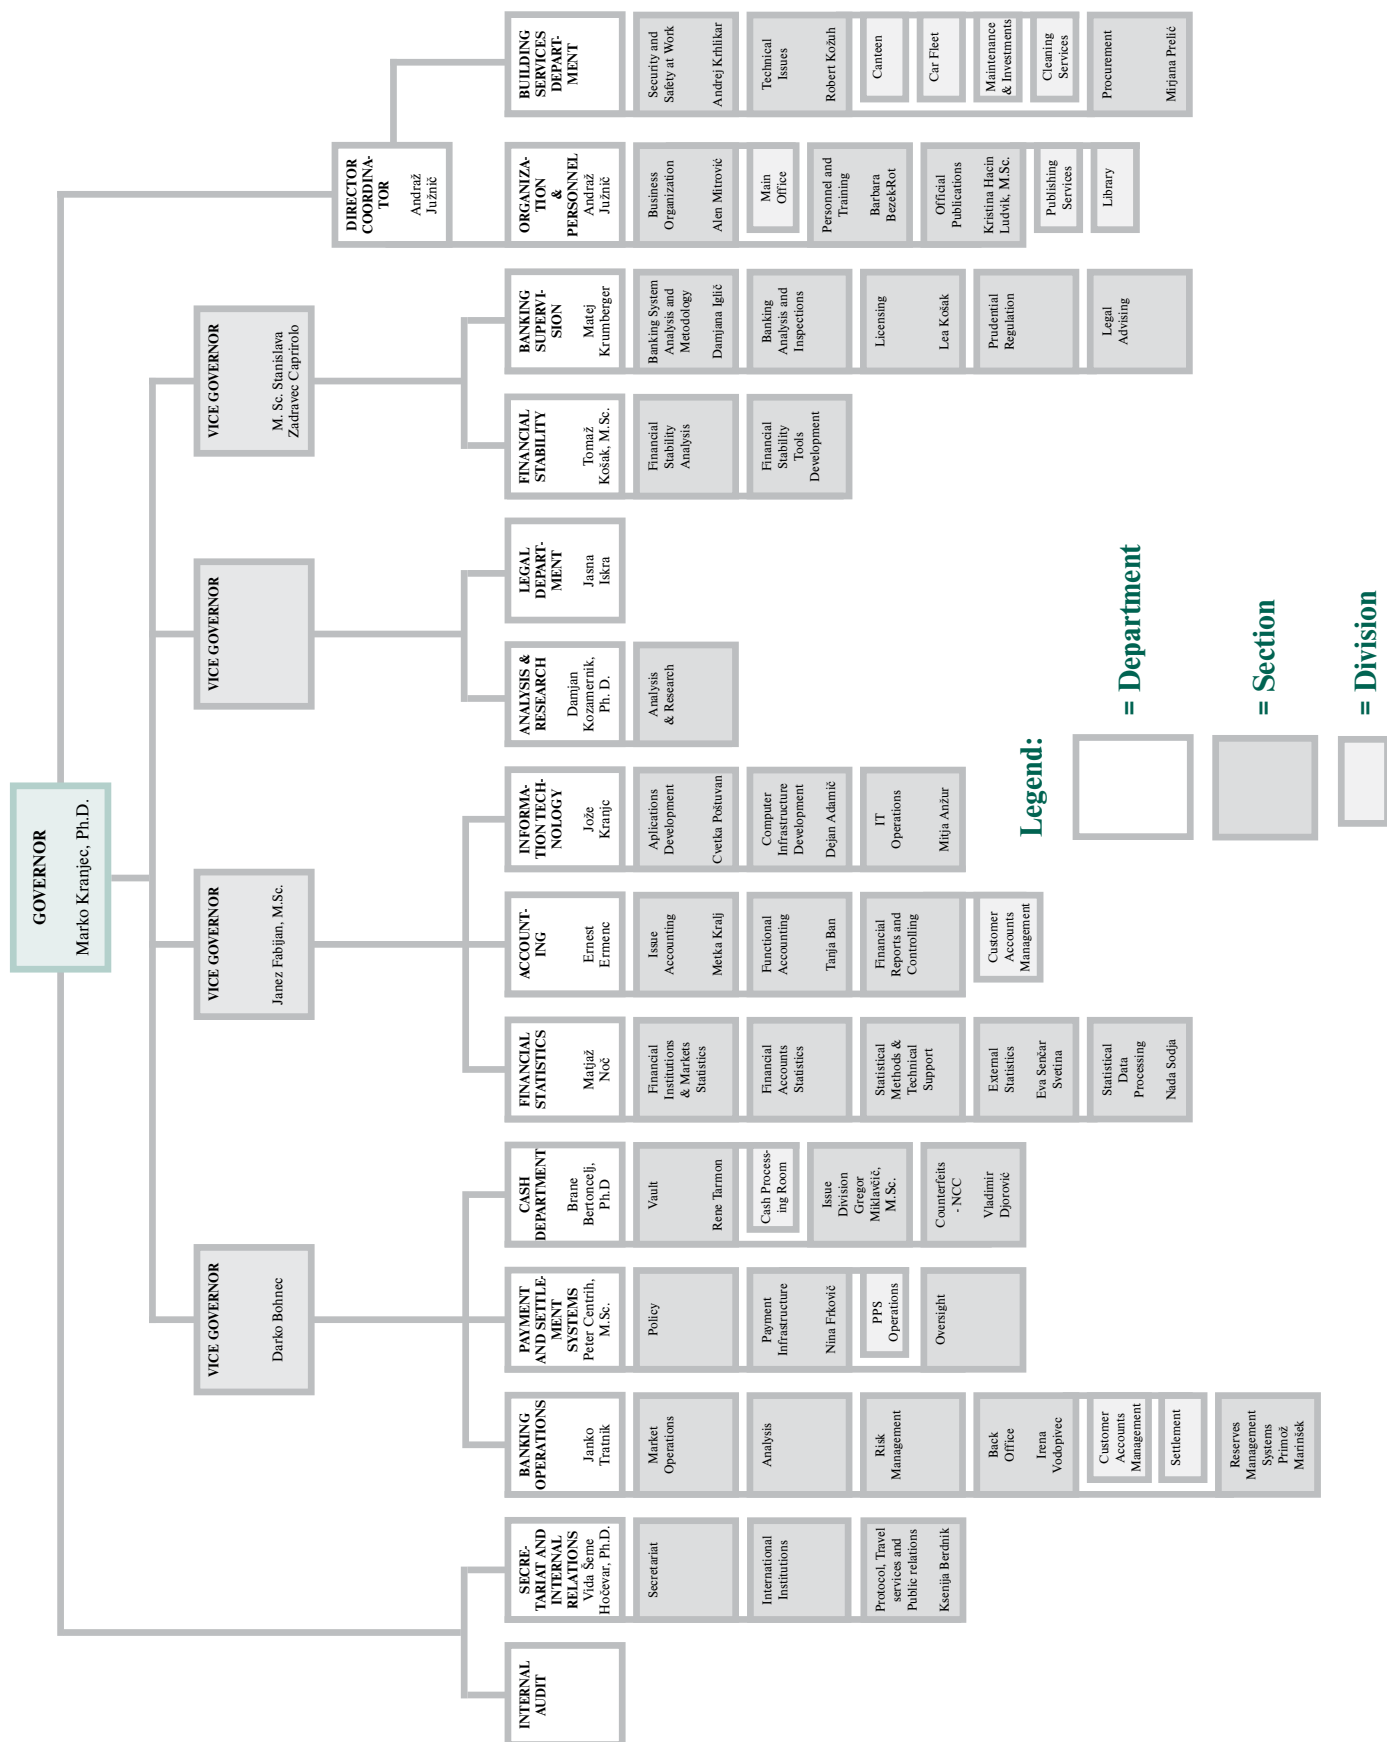 GOVERNOR
Marko Kranjec, Ph.D.
VICE GOVERNOR
Darko Bohnec
VICE GOVERNOR
Janez Fabijan, M.Sc.
VICE GOVERNOR
VICE GOVERNOR
M. Sc. Stanislava
Zadravec Caprirolo
DIRECTOR
COORDINA-
TOR
Andraž
Južnič
INTERNAL
AUDIT
SECRE-
TARIAT AND
INTERNAL
RELATIONS
Vida Šeme
Hočevar, Ph.D.
Secretariat
International
Institutions
Protocol, Travel
services and
Public relations
Ksenija Berdnik
BANKING
OPERATIONS
Janko
Tratnik
Market
Operations
Analysis
Risk
Management
Back
Office
Irena
Vodopivec
Customer
Accounts
Management
Settlement
Reserves
Management
Systems
Primož
Marinšek
PAYMENT
AND SETTLE-
MENT
SYSTEMS
Peter Centrih,
M.Sc.
Policy
Payment
Infrastructure
Nina Frković
PPS
Operations
Oversight
CASH
DEPARTMENT
Brane
Bertoncelj,
Ph.D
Vault
Rene Tarmon
Cash Process-
ing Room
Issue
Division
Gregor
Miklavčič,
M.Sc.
Counterfeits
- NCC
Vladimir
Djorović
FINANCIAL
STATISTICS
Matjaž
Noč
Financial
Institutions
& Markets
Statistics
Financial
Accounts
Statistics
Statistical
Methods &
Technical
Support
External
Statistics
Eva Senčar
Svetina
Statistical
Data
Processing
Nada Sodja
ACCOUNT-
ING
Ernest
Ermenc
Issue
Accounting
Metka Kralj
Functional
Accounting
Tanja Ban
Financial
Reports and
Controlling
Customer
Accounts
Management
INFORMA-
TION TECH-
NOLOGY
Jože
Kranjc
Aplications
Development
Cvetka Poštuvan
Computer
Infrastructure
Development
Dejan Adamič
IT
Operations
Mitja Anžur
ANALYSIS &
RESEARCH
Damjan
Kozamernik,
Ph. D.
Analysis
& Research
LEGAL
DEPART-
MENT
Jasna
Iskra
FINANCIAL
STABILITY
Tomaž
Košak, M.Sc.
Financial
Stability
Analysis
Financial
Stability
Tools
Development
BANKING
SUPERVI-
SION
Matej
Krumberger
Banking System
Analysis and
Metodology
Damjana Iglič
Banking
Analysis and
Inspections
Licensing
Lea Košak
Prudential
Regulation
Legal
Advising
ORGANIZA-
TION
&
PERSONNEL
Andraž
Južnič
Business
Organization
Alen Mitrović
Main
Office
Personnel and
Training
Barbara
Bezek-Rot
Official
Publications
Kristina Hacin
Ludvik, M.Sc.
Publishing
Services
Library
BUILDING
SERVICES
DEPART-
MENT
Security and
Safety at Work
Andrej Krhlikar
Technical
Issues
Robert Kožuh
Canteen
Car Fleet
Maintenance
& Investments
Cleaning
Services
Procurement
Mirjana Prelić
Legend:
= Department
= Section
= Division